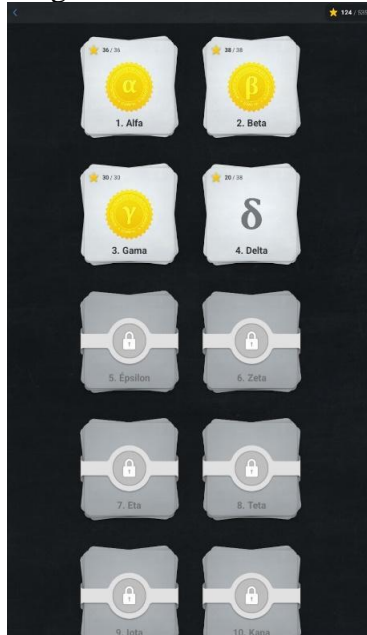 124 / 535
36 / 36
38 / 38
α
β
1. Alfa
2. Beta
30 / 33
20 / 38
γ
δ
3. Gama
4. Delta
5. Épsilon
6. Zeta
7. Eta
8. Teta
9. Iota
10. Kapa